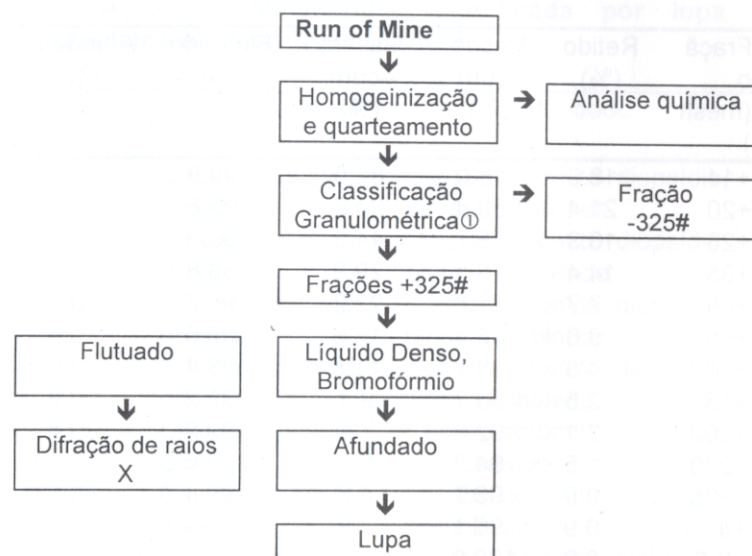 Run of Mine
Homogeinização
e quarteamento
Análise química
Classificação
Granulométrica①
Fração
-325#
Frações +325#
Flutuado
Líquido Denso,
Bromofórmio
Difração de raios
X
Afundado
Lupa